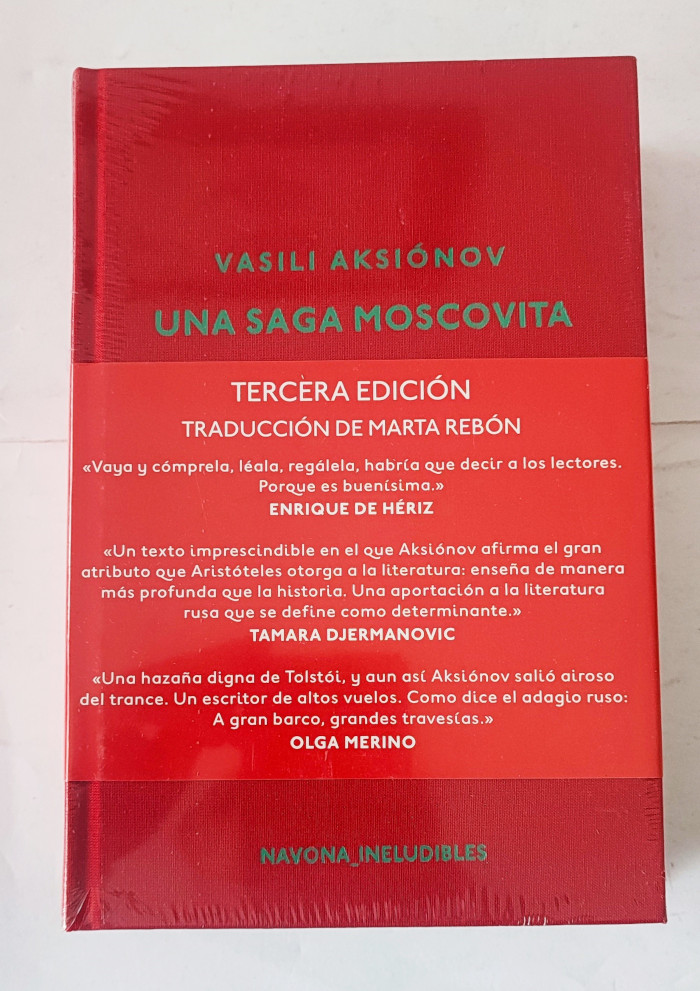 VASILI AKSIÓNOV
UNA SAGA MOSCOVITA
TERCERA EDICIÓN
TRADUCCIÓN DE MARTA REBÓN
«Vaya y cómprela, léala, regálela, habría que decir a los lectores.
Porque es buenísima.»
ENRIQUE DE HÉRIZ
«Un texto imprescindible en el que Aksiónov afirma el gran
atributo que Aristóteles otorga a la literatura: enseña de manera
más profunda que la historia. Una aportación a la literatura
rusa que se define como determinante.»
TAMARA DJERMANOVIC
«Una hazaña digna de Tolstói, y aun así Aksiónov salió airoso
del trance. Un escritor de altos vuelos. Como dice el adagio ruso:
A gran barco, grandes travesías.»
OLGA MERINO
NAVONA_INELUDIBLES